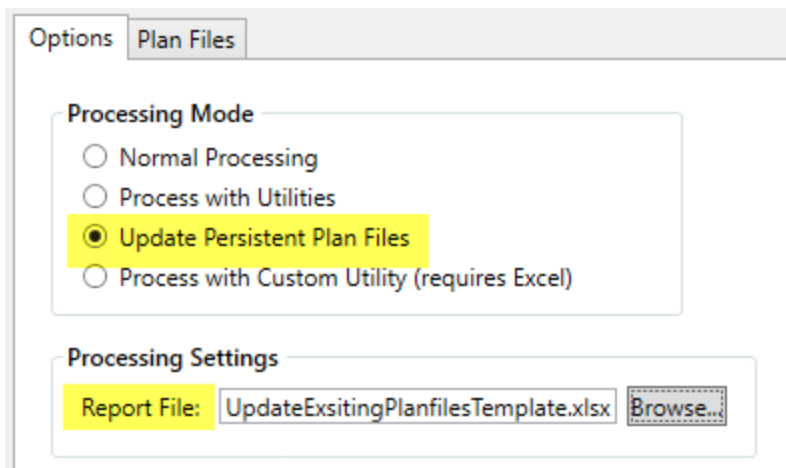 Options
Plan Files
Processing Mode
Normal Processing
Process with Utilities
Update Persistent Plan Files
Process with Custom Utility (requires Excel)
Processing Settings
Report File: UpdateExsitingPlanfilesTemplate.xlsx Browse...